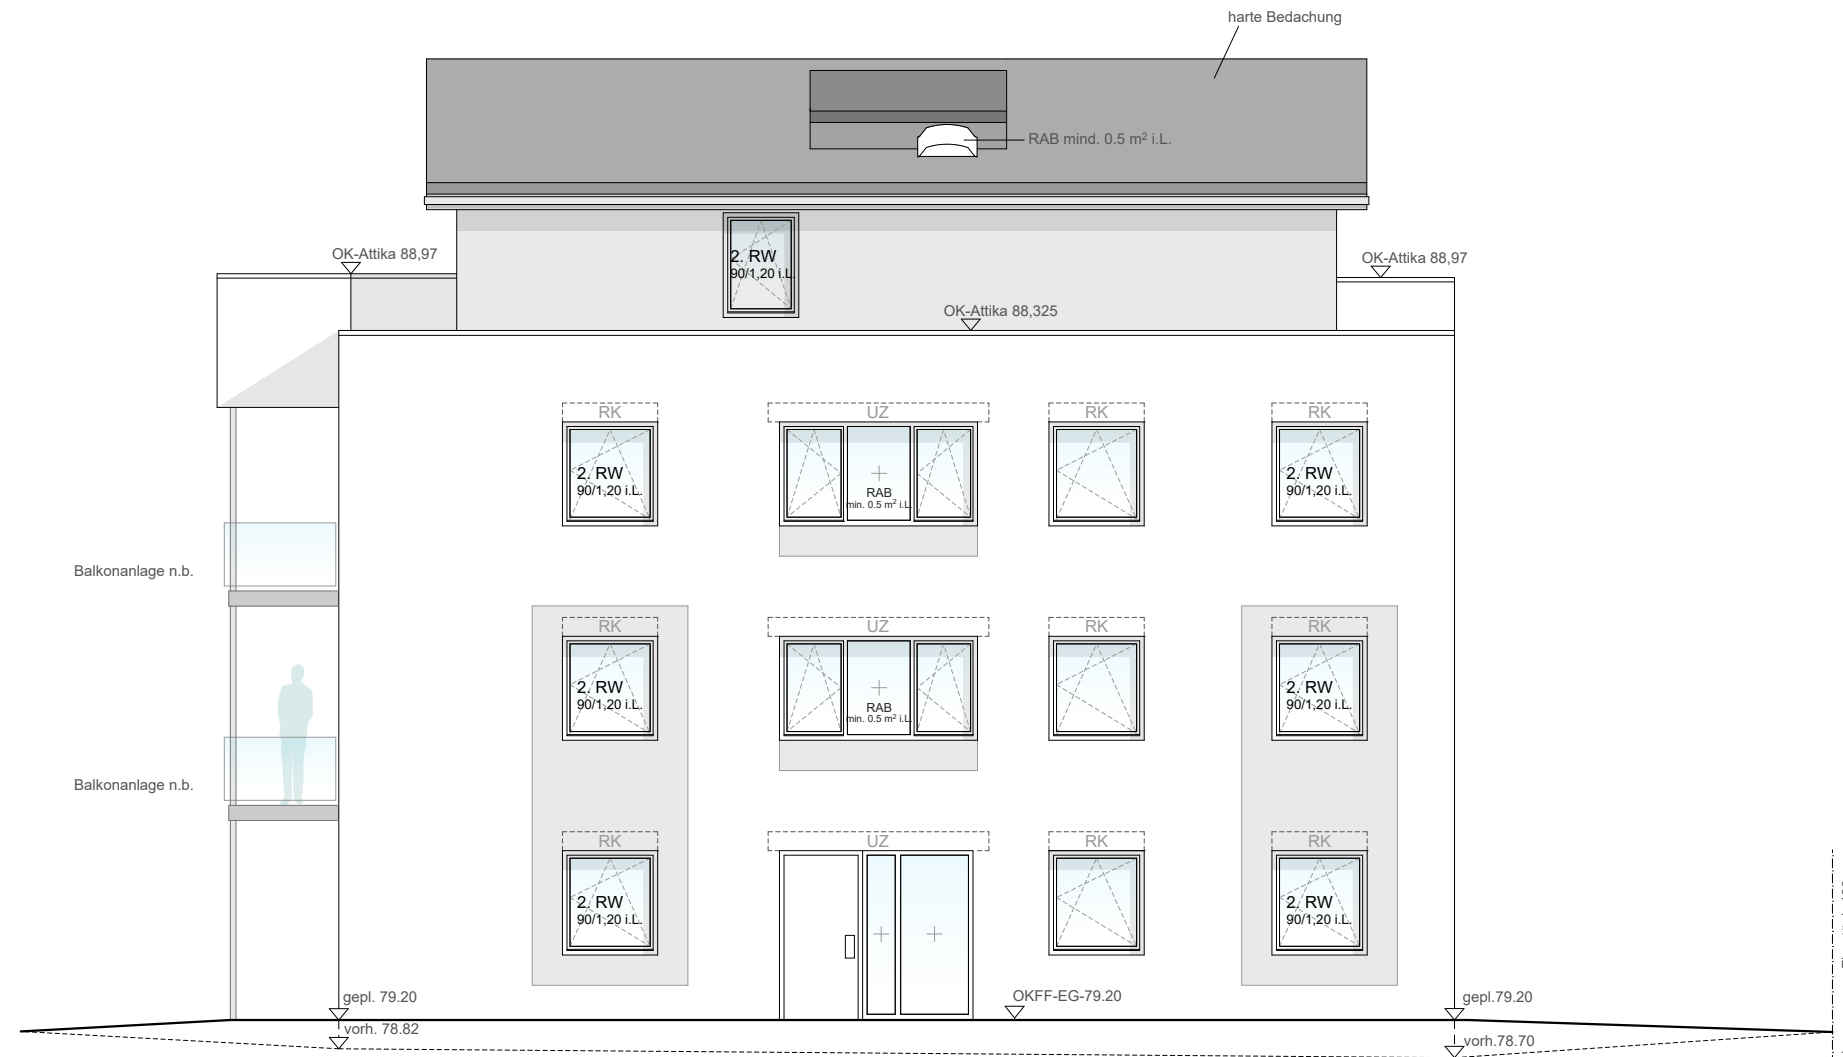 harte Bedachung
RAB mind. 0.5 m² i.L.
OK-Attika 88,97
2. RW
90/1,20 i.L.
OK-Attika 88,97
OK-Attika 88,325
RK
UZ
RK
RK
2. RW
90/1,20 i.L.
RAB
min. 0.5 m² i.L.
2. RW
90/1,20 i.L.
Balkonanlage n.b.
RK
UZ
RK
RK
2. RW
90/1,20 i.L.
RAB
min. 0.5 m² i.L.
2. RW
90/1,20 i.L.
Balkonanlage n.b.
RK
UZ
RK
RK
2. RW
90/1,20 i.L.
2. RW
90/1,20 i.L.
gepl. 79.20
OKFF-EG-79.20
gepl.79.20
vorh. 78.82
vorh.78.70